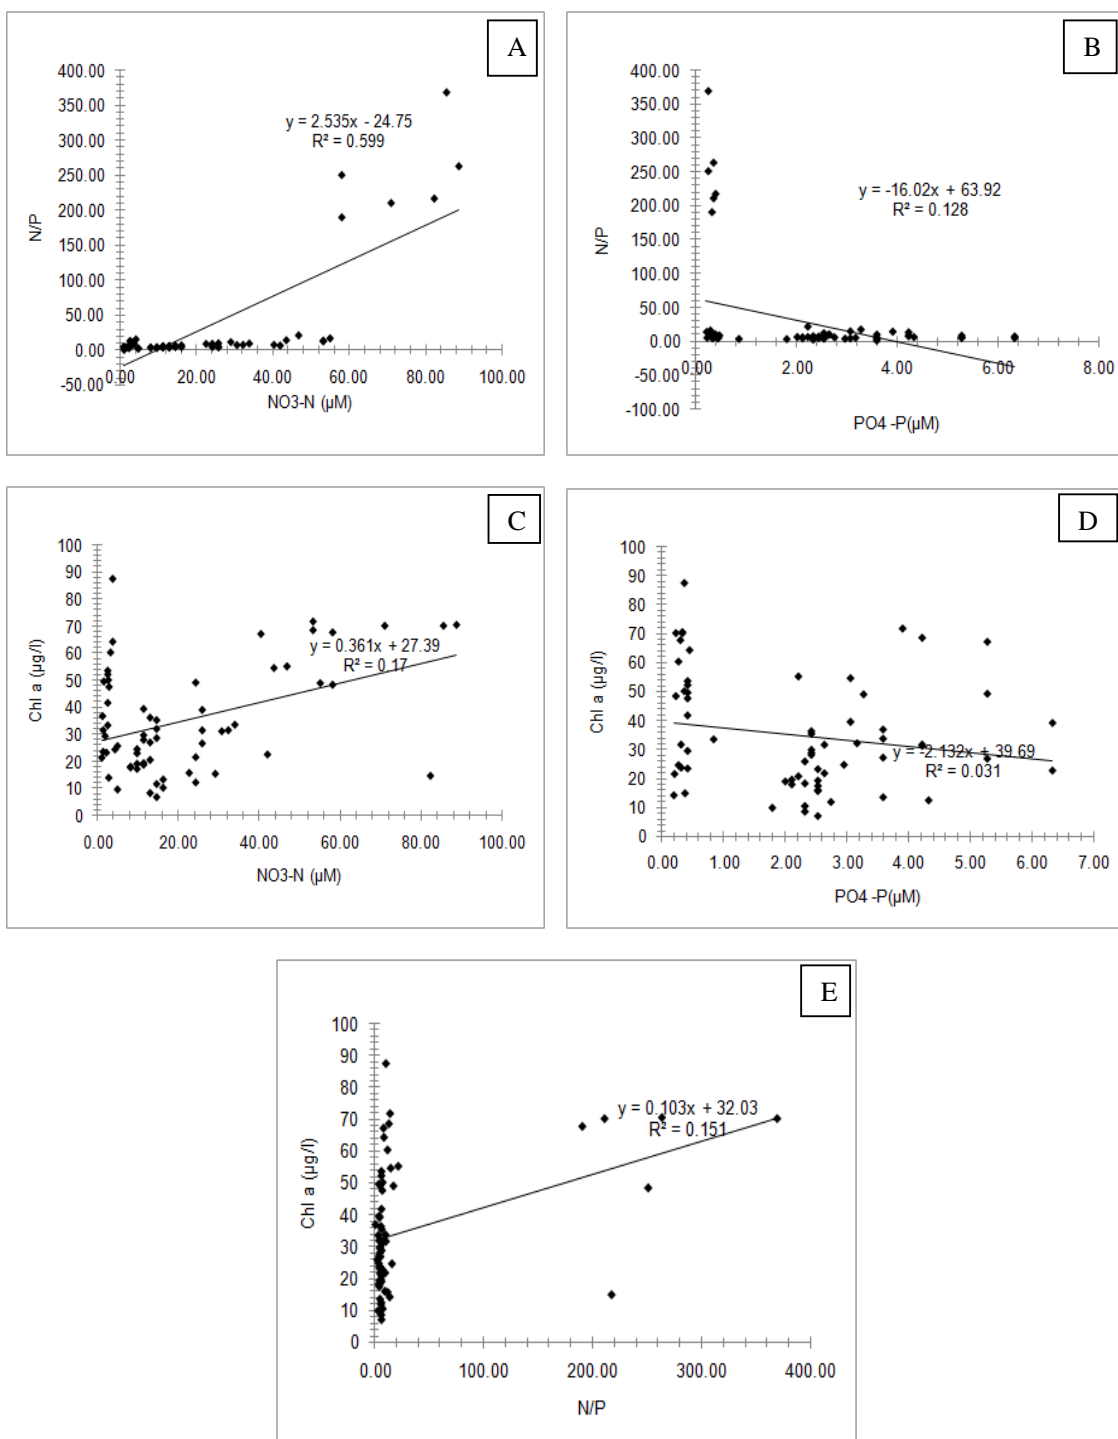 A
400.00
350.00
300.00
250.00
200.00
150.00
100.00
50.00
0.00
-50.00
N/P
y = 2.535x - 24.75
R² = 0.599
0.00 20.00 40.00 60.00 80.00 100.00
NO3-N (µM)
B
400.00
350.00
300.00
250.00
200.00
150.00
100.00
50.00
0.00
-50.00
-100.00
N/P
y = -16.02x + 63.92
R² = 0.128
0.00 2.00 4.00 6.00 8.00
PO4 -P(µM)
C
100
90
80
70
60
50
40
30
20
10
0
Chl a (µg/l)
y = 0.361x + 27.39
R² = 0.17
0.00 20.00 40.00 60.00 80.00 100.00
NO3-N (µM)
D
100
90
80
70
60
50
40
30
20
10
0
Chl a (µg/l)
y = -2.132x + 39.69
R² = 0.031
0.00 1.00 2.00 3.00 4.00 5.00 6.00 7.00
PO4 -P(µM)
E
100
90
80
70
60
50
40
30
20
10
0
Chl a (µg/l)
y = 0.103x + 32.03
R² = 0.151
0.00 100.00 200.00 300.00 400.00
N/P